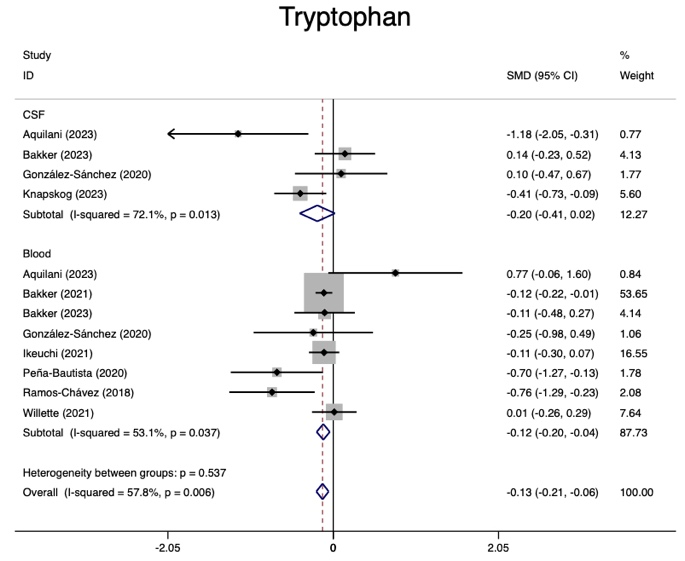 Tryptophan
Study %
ID SMD (95% CI) Weight
CSF
Aquilani (2023) -1.18 (-2.05, -0.31) 0.77
Bakker (2023) 0.14 (-0.23, 0.52) 4.13
González-Sánchez (2020) 0.10 (-0.47, 0.67) 1.77
Knapskog (2023) -0.41 (-0.73, -0.09) 5.60
Subtotal (I-squared = 72.1%, p = 0.013) -0.20 (-0.41, 0.02) 12.27
Blood
Aquilani (2023) 0.77 (-0.06, 1.60) 0.84
Bakker (2021) -0.12 (-0.22, -0.01) 53.65
Bakker (2023) -0.11 (-0.48, 0.27) 4.14
González-Sánchez (2020) -0.25 (-0.98, 0.49) 1.06
Ikeuchi (2021) -0.11 (-0.30, 0.07) 16.55
Peña-Bautista (2020) -0.70 (-1.27, -0.13) 1.78
Ramos-Chávez (2018) -0.76 (-1.29, -0.23) 2.08
Willette (2021) 0.01 (-0.26, 0.29) 7.64
Subtotal (I-squared = 53.1%, p = 0.037) -0.12 (-0.20, -0.04) 87.73
Heterogeneity between groups: p = 0.537
Overall (I-squared = 57.8%, p = 0.006) -0.13 (-0.21, -0.06) 100.00
-2.05 0 2.05